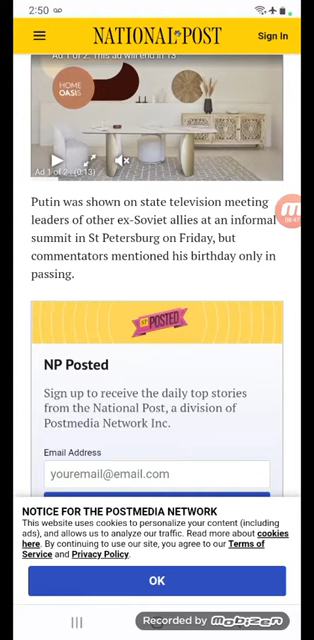 2:50
NATIONAL POST
Sign In
Ad 1 of 2. This ad will end in 13
HOME
OASIS
Ad 1 of 2 (0:13)
Putin was shown on state television meeting
leaders of other ex-Soviet allies at an informal
summit in St Petersburg on Friday, but
commentators mentioned his birthday only in
passing.
NP POSTED
NP Posted
Sign up to receive the daily top stories
from the National Post, a division of
Postmedia Network Inc.
Email Address
youremail@email.com
NOTICE FOR THE POSTMEDIA NETWORK
This website uses cookies to personalize your content (including
ads), and allows us to analyze our traffic. Read more about cookies
here. By continuing to use our site, you agree to our Terms of
Service and Privacy Policy.
OK
Recorded by Mobizen